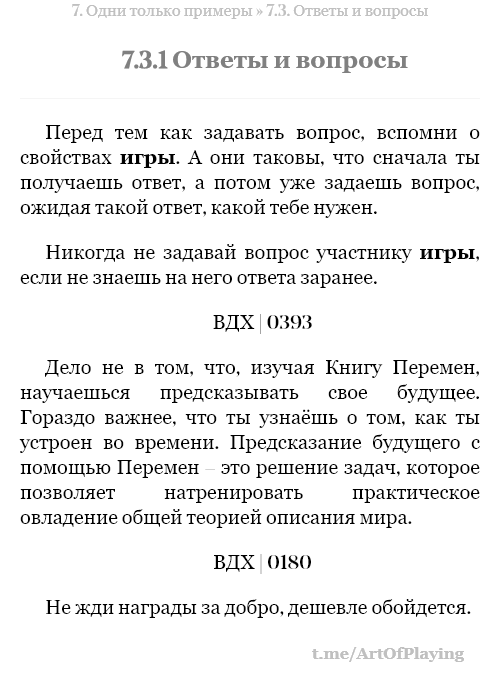 7. Одни только примеры » 7.3. Ответы и вопросы
7.3.1 Ответы и вопросы
Перед тем как задавать вопрос, вспомни о
свойствах игры. А они таковы, что сначала ты
получаешь ответ, а потом уже задаешь вопрос,
ожидая такой ответ, какой тебе нужен.
Никогда не задавай вопрос участнику игры,
если не знаешь на него ответа заранее.
ВДХ | 0393
Дело не в том, что, изучая Книгу Перемен,
научаешься предсказывать свое будущее.
Гораздо важнее, что ты узнаёшь о том, как ты
устроен во времени. Предсказание будущего с
помощью Перемен – это решение задач, которое
позволяет натренировать практическое
овладение общей теорией описания мира.
ВДХ | 0180
Не жди награды за добро, дешевле обойдется.
t.me/ArtOfPlaying